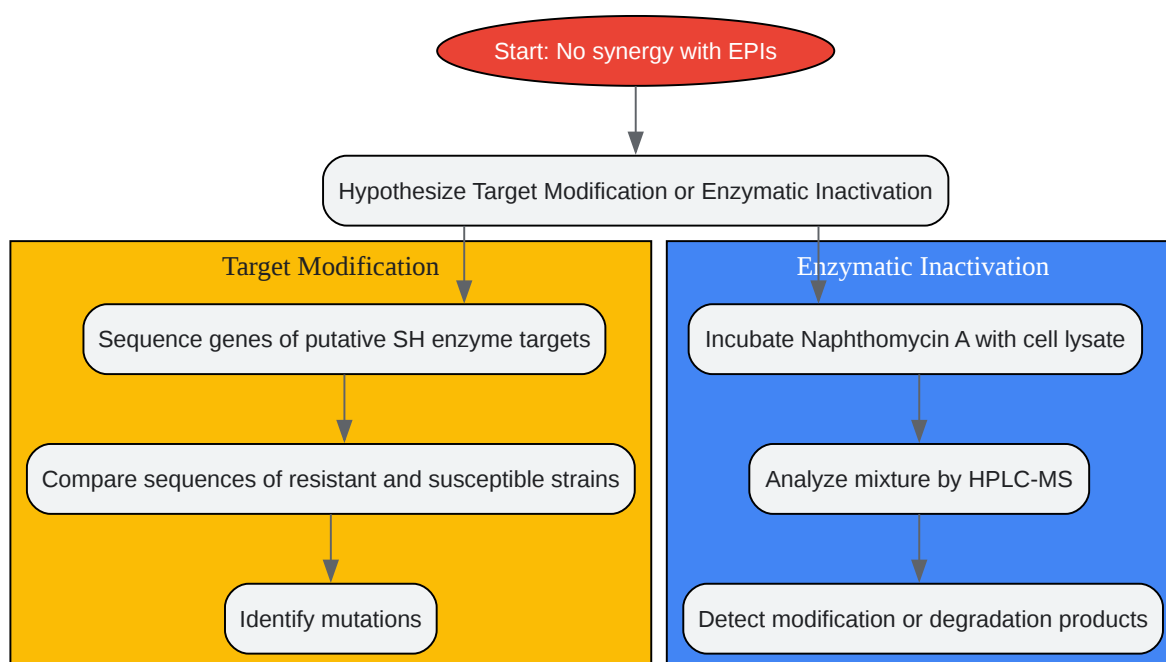 Start: No synergy with EPIs
Hypothesize Target Modification or Enzymatic Inactivation
Target Modification
Sequence genes of putative SH enzyme targets
Compare sequences of resistant and susceptible strains
Identify mutations
Enzymatic Inactivation
Incubate Naphthomycin A with cell lysate
Analyze mixture by HPLC-MS
Detect modification or degradation products